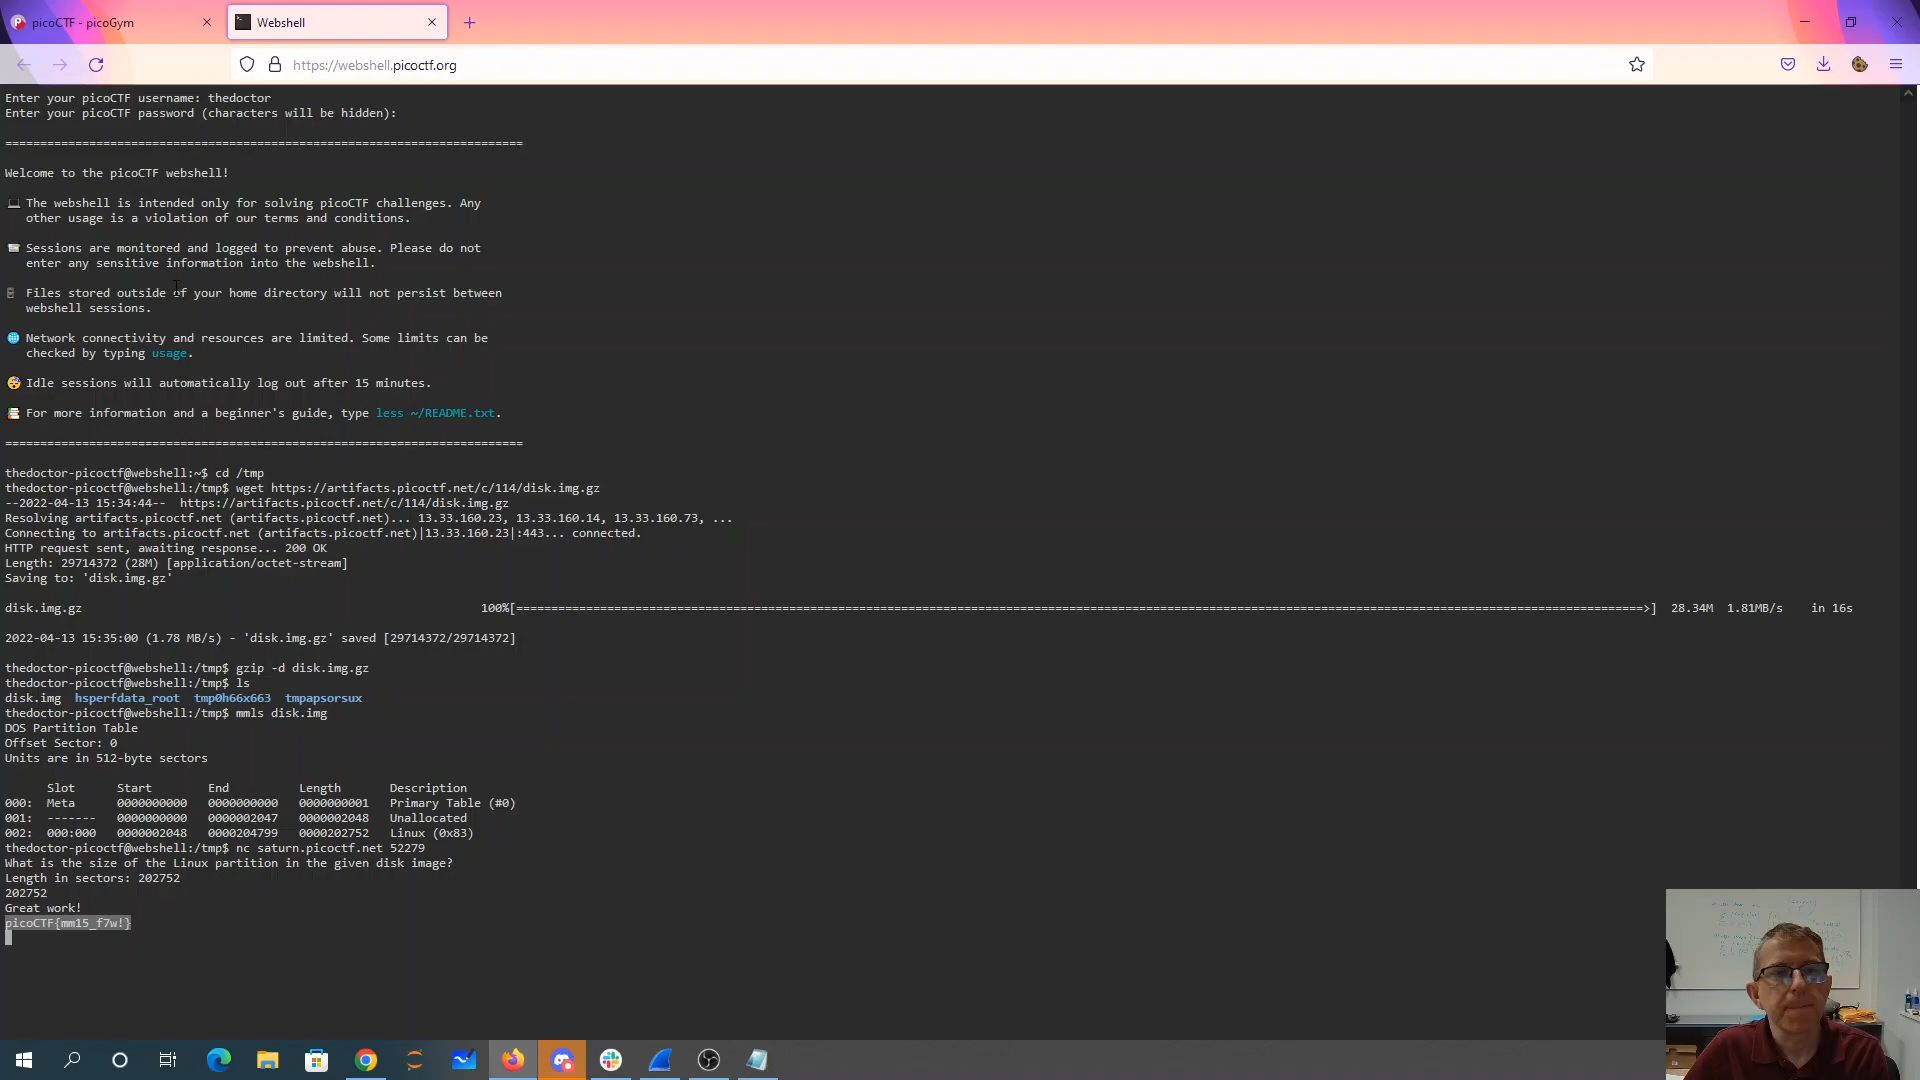 picoCTF - picoGym
Webshell
https://webshell.picoctf.org
Enter your picoCTF username: thedoctor
Enter your picoCTF password (characters will be hidden):
==========================================================================
Welcome to the picoCTF webshell!
The webshell is intended only for solving picoCTF challenges. Any
other usage is a violation of our terms and conditions.
Sessions are monitored and logged to prevent abuse. Please do not
enter any sensitive information into the webshell.
Files stored outside of your home directory will not persist between
webshell sessions.
Network connectivity and resources are limited. Some limits can be
checked by typing usage.
Idle sessions will automatically log out after 15 minutes.
For more information and a beginner's guide, type less ~/README.txt.
==========================================================================
thedoctor-picoctf@webshell:~$ cd /tmp
thedoctor-picoctf@webshell:/tmp$ wget https://artifacts.picoctf.net/c/114/disk.img.gz
--2022-04-13 15:34:44-- https://artifacts.picoctf.net/c/114/disk.img.gz
Resolving artifacts.picoctf.net (artifacts.picoctf.net)... 13.33.160.23, 13.33.160.14, 13.33.160.73, ...
Connecting to artifacts.picoctf.net (artifacts.picoctf.net)|13.33.160.23|:443... connected.
HTTP request sent, awaiting response... 200 OK
Length: 29714372 (28M) [application/octet-stream]
Saving to: 'disk.img.gz'
disk.img.gz 100%[=================================================>] 28.34M 1.81MB/s in 16s
2022-04-13 15:35:00 (1.78 MB/s) - 'disk.img.gz' saved [29714372/29714372]
thedoctor-picoctf@webshell:/tmp$ gzip -d disk.img.gz
thedoctor-picoctf@webshell:/tmp$ ls
disk.img hsperfdata_root tmp0h66x663 tmpapsorsux
thedoctor-picoctf@webshell:/tmp$ mmls disk.img
DOS Partition Table
Offset Sector: 0
Units are in 512-byte sectors
Slot Start End Length Description
000: Meta 0000000000 0000000000 0000000001 Primary Table (#0)
001: ------- 0000000000 0000002047 0000002048 Unallocated
002: 000:000 0000002048 0000204799 0000202752 Linux (0x83)
thedoctor-picoctf@webshell:/tmp$ nc saturn.picoctf.net 52279
What is the size of the Linux partition in the given disk image?
Length in sectors: 202752
202752
Great work!
picoCTF{mm15_f7w!}